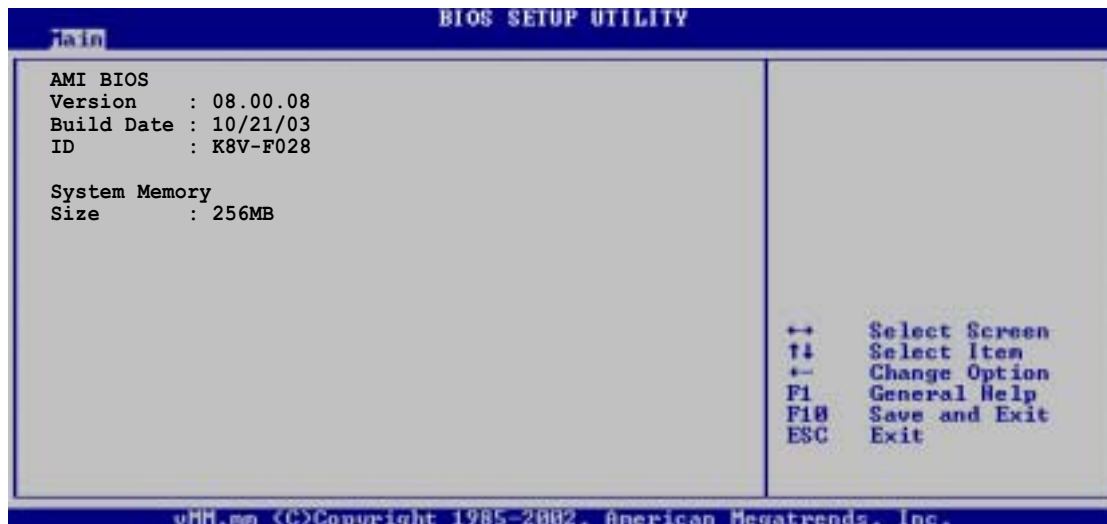 BIOS SETUP UTILITY
Main
AMI BIOS
Version : 08.00.08
Build Date : 10/21/03
ID : K8V-F028
System Memory
Size : 256MB
↔ Select Screen
↑↓ Select Item
←─ Change Option
F1 General Help
F10 Save and Exit
ESC Exit
vMM.mm (C)Copyright 1985-2002, American Megatrends, Inc.